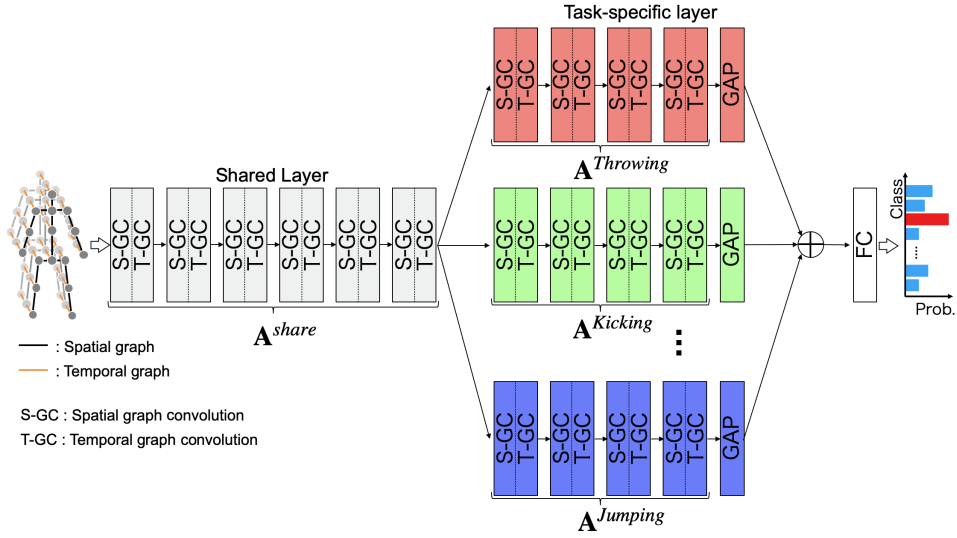 Task-specific layer
S-GC T-GC S-GC T-GC S-GC T-GC S-GC T-GC GAP
A^Throwing
Shared Layer
S-GC T-GC S-GC T-GC S-GC T-GC S-GC T-GC S-GC T-GC S-GC T-GC
A^share
S-GC T-GC S-GC T-GC S-GC T-GC S-GC T-GC GAP
A^Kicking
FC
Class
Prob.
: Spatial graph
: Temporal graph
S-GC : Spatial graph convolution
T-GC : Temporal graph convolution
S-GC T-GC S-GC T-GC S-GC T-GC S-GC T-GC GAP
A^Jumping